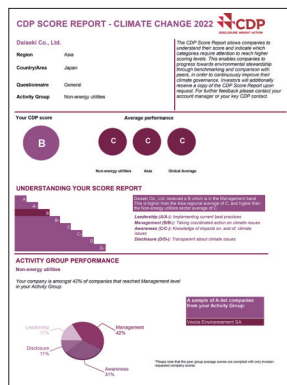 CDP SCORE REPORT - CLIMATE CHANGE 2022
CDP
DISCLOSURE INSIGHT ACTION
Daiseki Co., Ltd.
Region Asia
Country/Area Japan
Questionnaire General
Activity Group Non-energy utilities
The CDP Score Report allows companies to
understand their score and indicate which
categories require attention to reach higher
scoring levels. This enables companies to
progress towards environmental stewardship
through benchmarking and comparison with
peers, in order to continuously improve their
climate governance. Investors will additionally
receive a copy of the CDP Score Report upon
request. For further feedback please contact your
account manager or your key CDP contact.
Your CDP score
Average performance
B
C
C
C
Non-energy utilities
Asia
Global Average
UNDERSTANDING YOUR SCORE REPORT
A
A-
B
B-
C
C-
D
D-
Daiseki Co., Ltd. received a B which is in the Management band.
This is higher than the Asia regional average of C, and higher than
the Non-energy utilities sector average of C.
Leadership (A/A-): Implementing current best practices
Management (B/B-): Taking coordinated action on climate issues
Awareness (C/C-): Knowledge of impacts on, and of, climate
issues
Disclosure (D/D-): Transparent about climate issues
ACTIVITY GROUP PERFORMANCE
Non-energy utilities
Your company is amongst 42% of companies that reached Management level
in your Activity Group.
A sample of A-list companies
from your Activity Group:
Veolia Environnement SA
Leadership
Management
42%
Disclosure
11%
Awareness
31%
*Please note that the peer group average scores are compiled with only investor-
requested company scores.